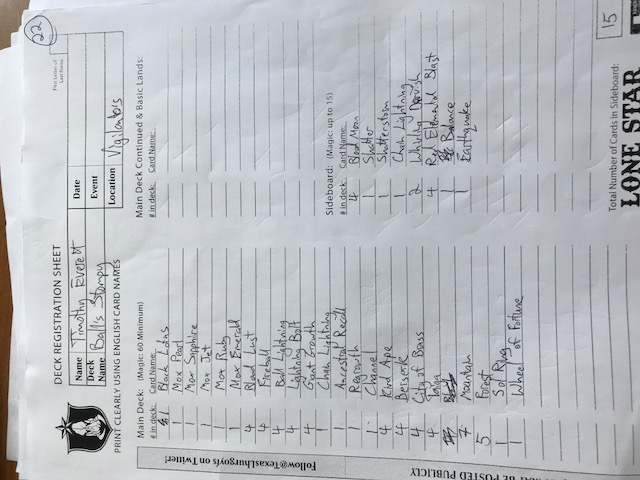 22
DECK REGISTRATION SHEET
First Letter of
Last Name
Name Timothy Everett
Date
Deck Name Ball's Stompy
Event
Location Vigilante's
PRINT CLEARLY USING ENGLISH CARD NAMES
Follow@TexasLhurgoyfs on Twitter!
MAY BE POSTED PUBLICLY
Main Deck: (Magic: 60 Minimum)
# in deck: Card Name:
1 Black Lotus
1 Mox Pearl
1 Mox Sapphire
1 Mox Jet
1 Mox Ruby
1 Mox Emerald
4 Blood Lust
4 Fireball
4 Ball Lightning
4 Lightning Bolt
4 Giant Growth
1 Chain Lightning
1 Ancestral Recall
1 Regrowth
1 Channel
4 Kird Ape
4 Berserk
4 City of Brass
4 Taiga
7 Mountain
5 Forest
1 Sol Ring
1 Wheel of Fortune
Main Deck Continued & Basic Lands:
# in deck: Card Name:
Sideboard: (Magic: up to 15)
# in deck: Card Name:
4 Blood Moon
1 Shatter
1 Shatterstorm
1 Chain Lightning
2 Whirling Dervish
4 Red Elemental Blast
1 Balance
1 Earthquake
Total Number of Cards in Sideboard: 15
LONE STAR